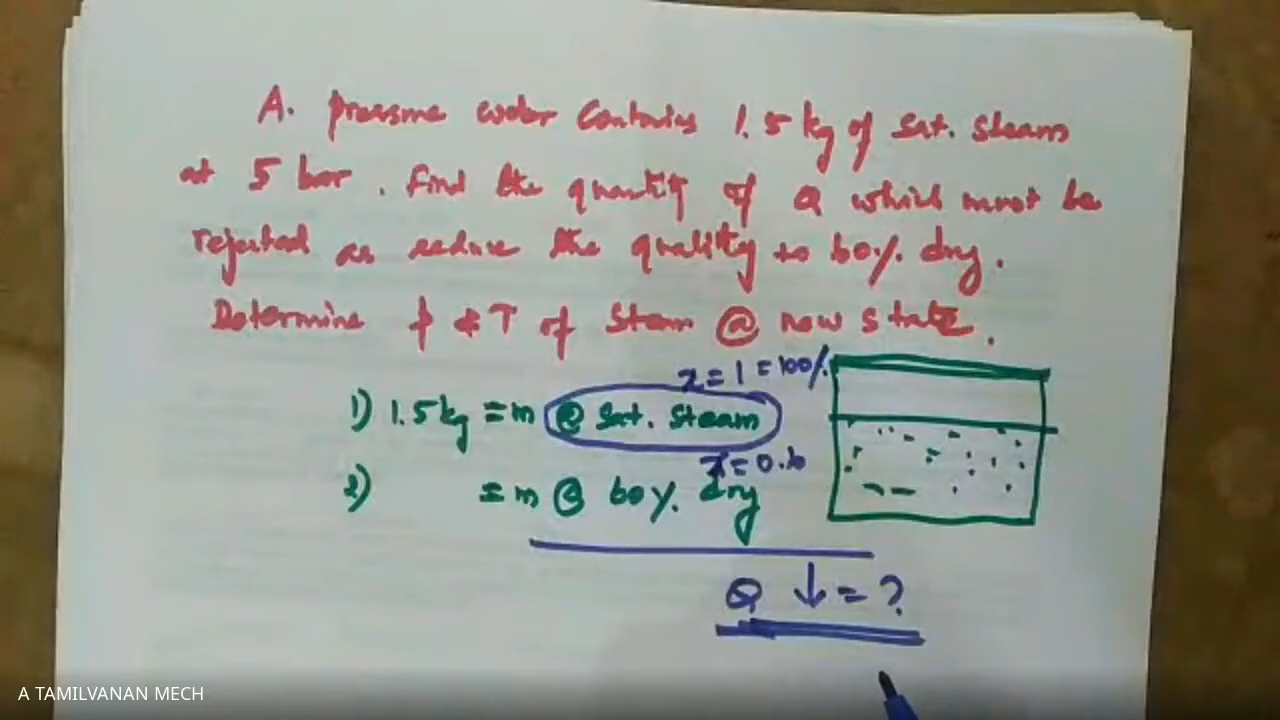 A. pressure cooker contains 1.5 kg of Sat. Steam
at 5 bar. find the quantity of Q which must be
rejected as reduce the quality to 60% dry.
Determine p & T of Steam @ new state.
x = 1 = 100%
1) 1.5 kg = m @ Sat. Steam
x = 0.6
2) = m @ 60% dry
Q ↓ = ?
A TAMILVANAN MECH